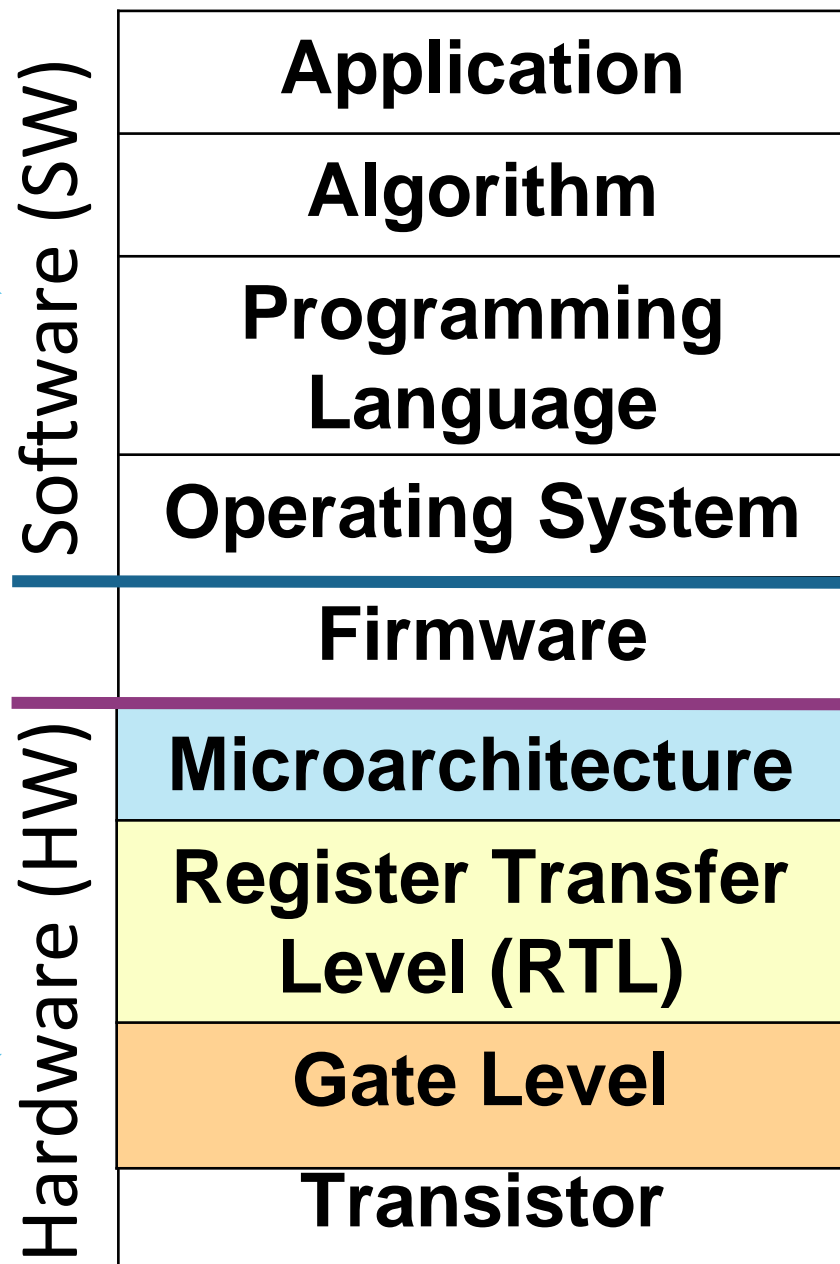 Software (SW)
Application
Algorithm
Programming
Language
Operating System
Firmware
Hardware (HW)
Microarchitecture
Register Transfer
Level (RTL)
Gate Level
Transistor